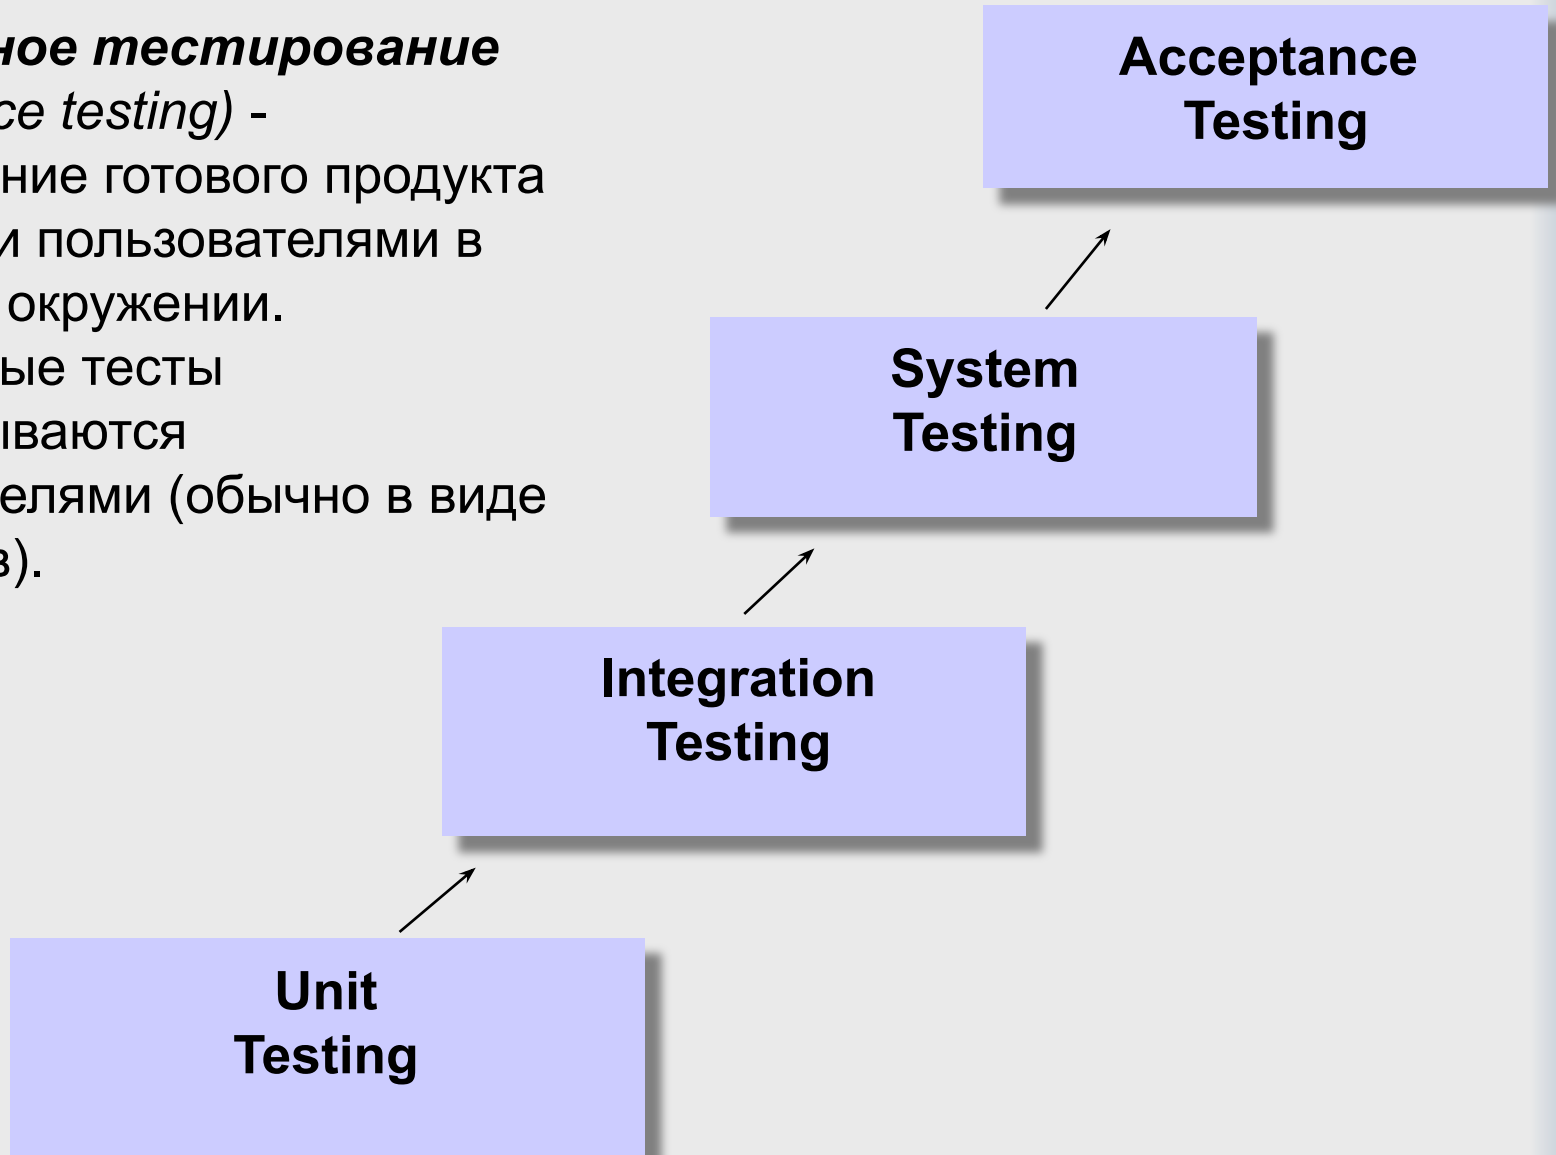 ное тестирование
ce testing) -
ние готового продукта
и пользователями в
окружении.
ые тесты
ываются
елями (обычно в виде
в).
Acceptance
Testing
System
Testing
Integration
Testing
Unit
Testing